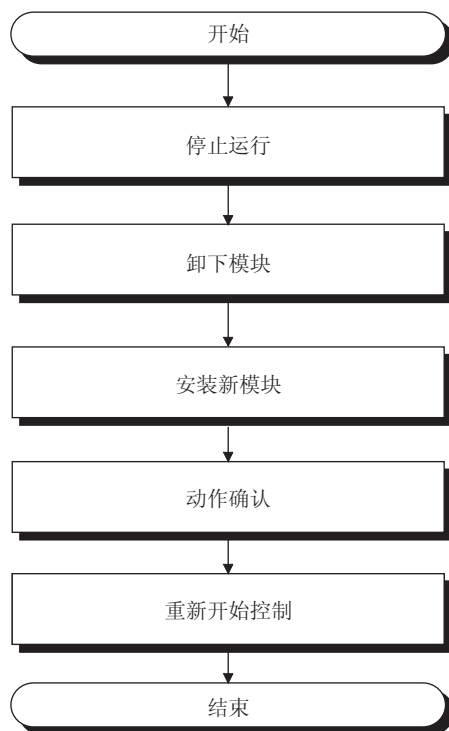 开始
停止运行
卸下模块
安装新模块
动作确认
重新开始控制
结束